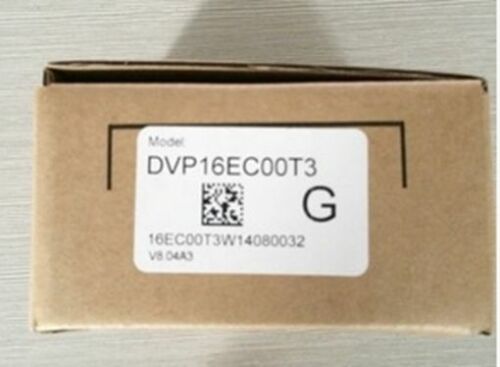 Model:
DVP16EC00T3
G
16EC00T3W14080032
V8.04A3